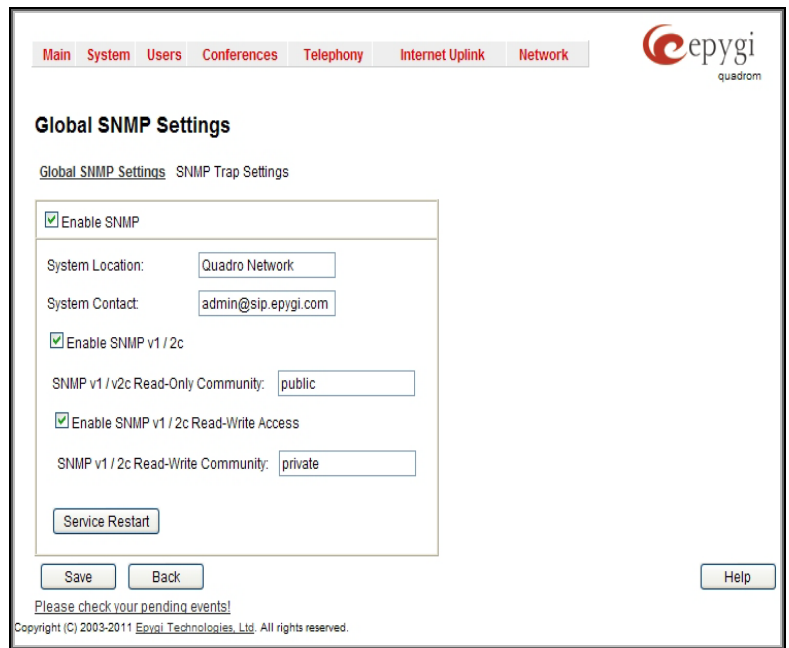 epygi
quadrom
Main System Users Conferences Telephony Internet Uplink Network
Global SNMP Settings
Global SNMP Settings SNMP Trap Settings
Enable SNMP
System Location: Quadro Network
System Contact: admin@sip.epygi.com
Enable SNMP v1 / 2c
SNMP v1 / v2c Read-Only Community: public
Enable SNMP v1 / 2c Read-Write Access
SNMP v1 / 2c Read-Write Community: private
Service Restart
Save Back Help
Please check your pending events!
Copyright (C) 2003-2011 Epygi Technologies, Ltd. All rights reserved.